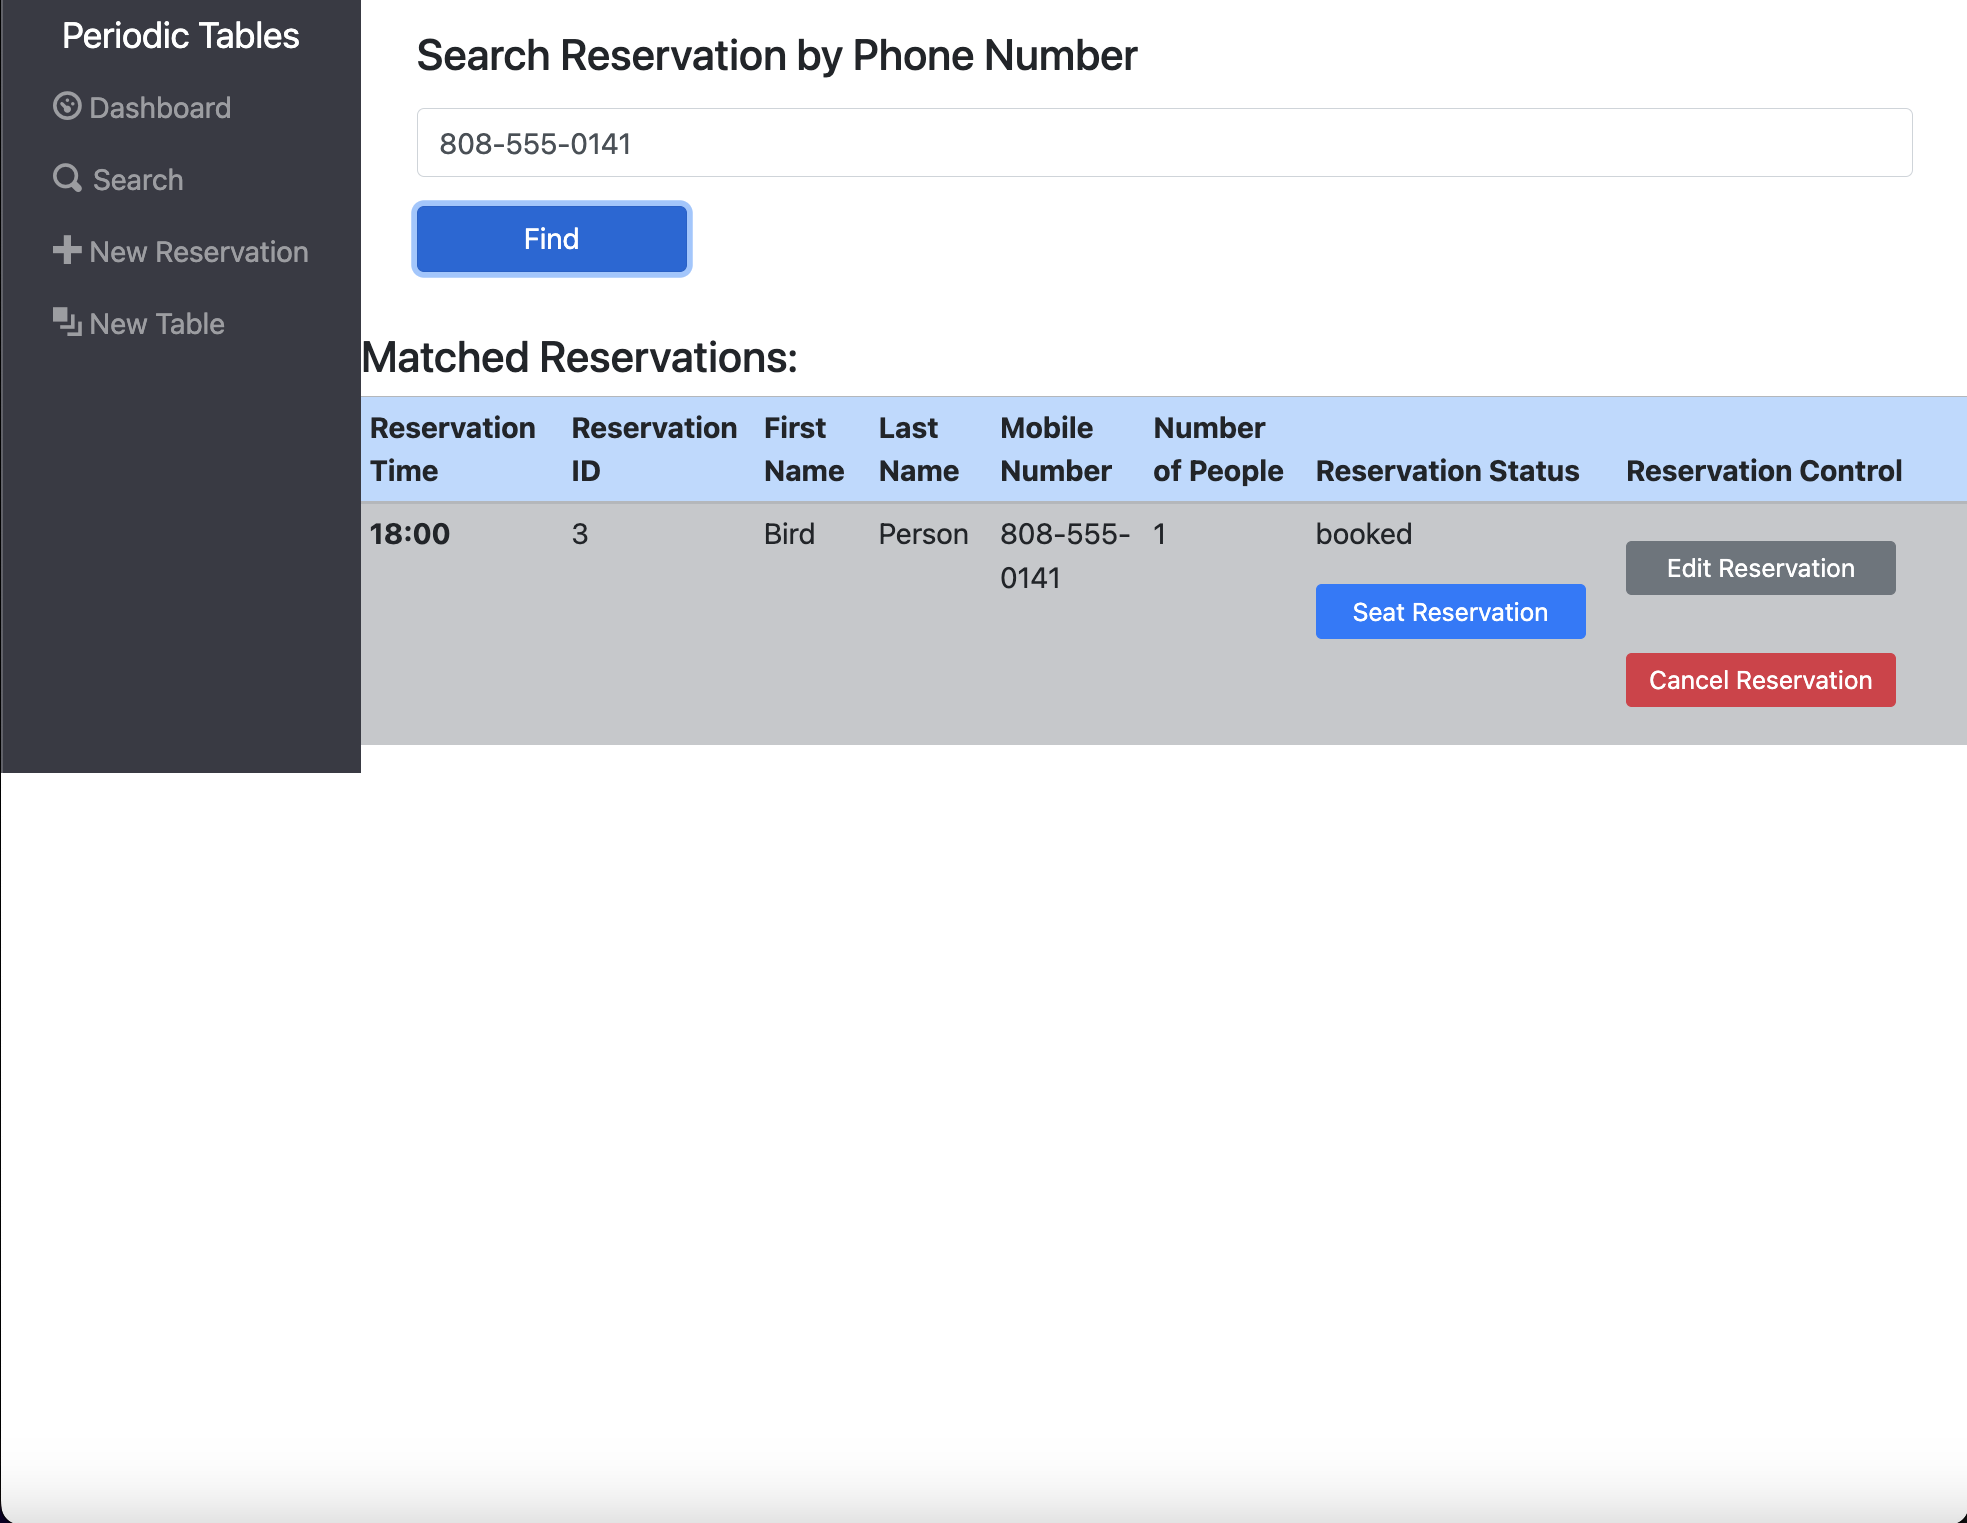 Periodic Tables
Dashboard
Search
New Reservation
New Table
Search Reservation by Phone Number
808-555-0141
Find
Matched Reservations:
Reservation Time
Reservation ID
First Name
Last Name
Mobile Number
Number of People
Reservation Status
Reservation Control
18:00
3
Bird
Person
808-555-
0141
1
booked
Seat Reservation
Edit Reservation
Cancel Reservation